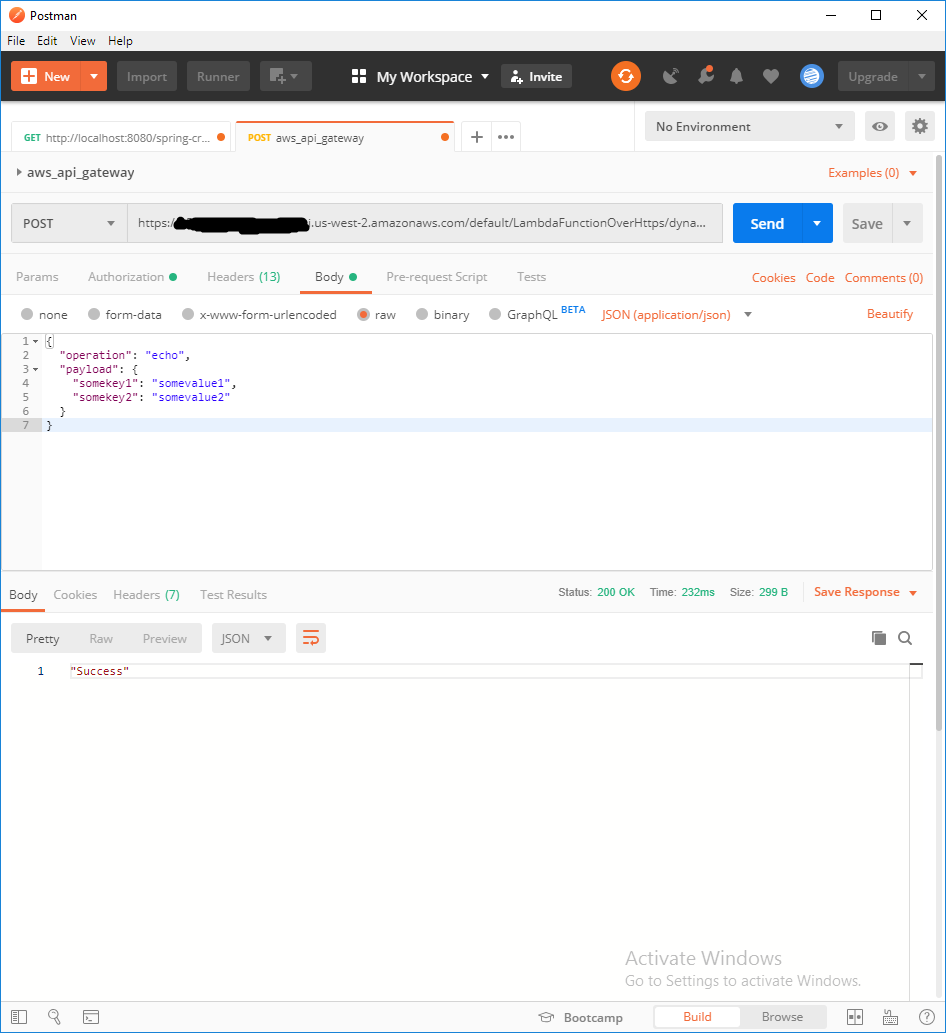 Postman
File Edit View Help
New Import Runner My Workspace Invite Upgrade
GET http://localhost:8080/spring-cr... POST aws_api_gateway No Environment
aws_api_gateway Examples (0)
POST https:/ i.us-west-2.amazonaws.com/default/LambdaFunctionOverHttps/dyna... Send Save
Params Authorization Headers (13) Body Pre-request Script Tests Cookies Code Comments (0)
none form-data x-www-form-urlencoded raw binary GraphQL BETA JSON (application/json) Beautify
1 {
2 "operation": "echo",
3 "payload": {
4 "somekey1": "somevalue1",
5 "somekey2": "somevalue2"
6 }
7 }
Body Cookies Headers (7) Test Results Status: 200 OK Time: 232ms Size: 299 B Save Response
Pretty Raw Preview JSON
1 "Success"
Activate Windows
Go to Settings to activate Windows.
Bootcamp Build Browse